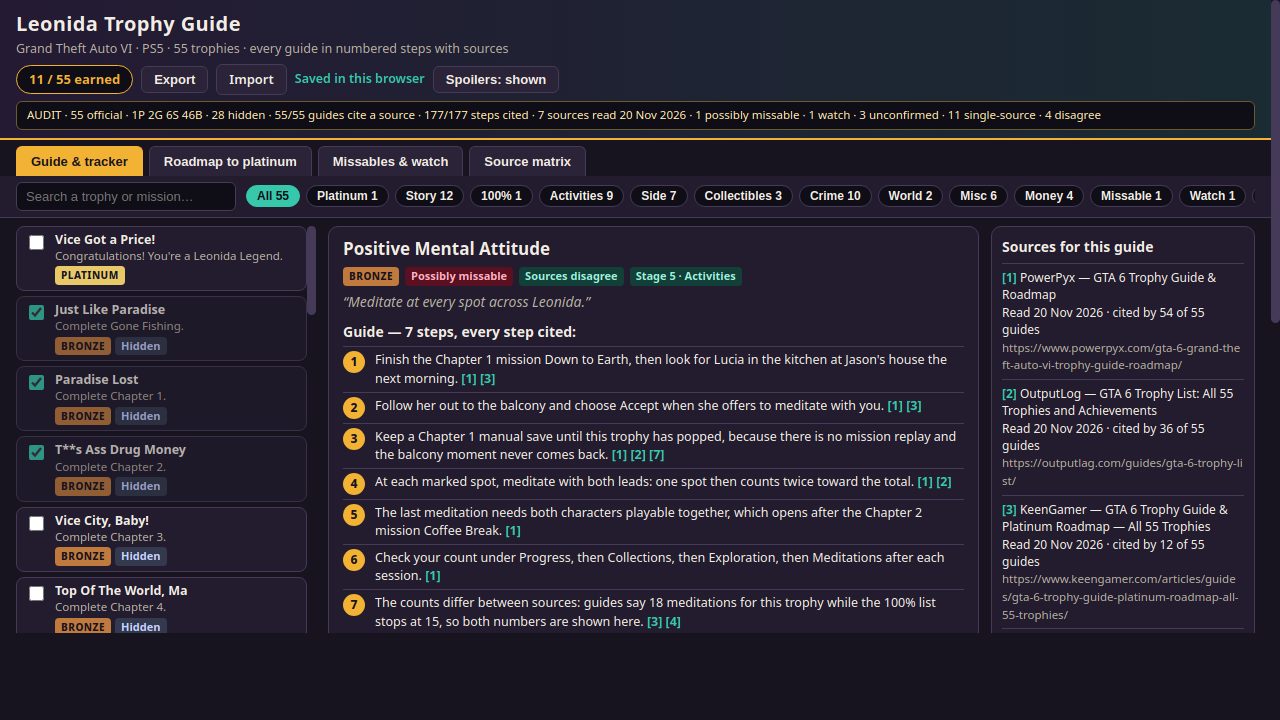 Leonida Trophy Guide
Grand Theft Auto VI · PS5 · 55 trophies · every guide in numbered steps with sources
11 / 55 earned
Export
Import
Saved in this browser
Spoilers: shown
AUDIT · 55 official · 1P 2G 6S 46B · 28 hidden · 55/55 guides cite a source · 177/177 steps cited · 7 sources read 20 Nov 2026 · 1 possibly missable · 1 watch · 3 unconfirmed · 11 single-source · 4 disagree
Guide & tracker
Roadmap to platinum
Missables & watch
Source matrix
Search a trophy or mission…
All 55
Platinum 1
Story 12
100% 1
Activities 9
Side 7
Collectibles 3
Crime 10
World 2
Misc 6
Money 4
Missable 1
Watch 1
Vice Got a Price!
Congratulations! You're a Leonida Legend.
PLATINUM
Just Like Paradise
Complete Gone Fishing.
BRONZE Hidden
Paradise Lost
Complete Chapter 1.
BRONZE Hidden
T**s Ass Drug Money
Complete Chapter 2.
BRONZE Hidden
Vice City, Baby!
Complete Chapter 3.
BRONZE Hidden
Top Of The World, Ma
Complete Chapter 4.
BRONZE Hidden
Positive Mental Attitude
BRONZE Possibly missable Sources disagree Stage 5 · Activities
“Meditate at every spot across Leonida.”
Guide — 7 steps, every step cited:
1 Finish the Chapter 1 mission Down to Earth, then look for Lucia in the kitchen at Jason's house the
next morning. [1] [3]
2 Follow her out to the balcony and choose Accept when she offers to meditate with you. [1] [3]
3 Keep a Chapter 1 manual save until this trophy has popped, because there is no mission replay and
the balcony moment never comes back. [1] [2] [7]
4 At each marked spot, meditate with both leads: one spot then counts twice toward the total. [1] [2]
5 The last meditation needs both characters playable together, which opens after the Chapter 2
mission Coffee Break. [1]
6 Check your count under Progress, then Collections, then Exploration, then Meditations after each
session. [1]
7 The counts differ between sources: guides say 18 meditations for this trophy while the 100% list
stops at 15, so both numbers are shown here. [3] [4]
Sources for this guide
[1] PowerPyx — GTA 6 Trophy Guide &
Roadmap
Read 20 Nov 2026 · cited by 54 of 55
guides
https://www.powerpyx.com/gta-6-grand-the
ft-auto-vi-trophy-guide-roadmap/
[2] OutputLog — GTA 6 Trophy List: All 55
Trophies and Achievements
Read 20 Nov 2026 · cited by 36 of 55
guides
https://outputlag.com/guides/gta-6-trophy-li
st/
[3] KeenGamer — GTA 6 Trophy Guide &
Platinum Roadmap — All 55 Trophies
Read 20 Nov 2026 · cited by 12 of 55
guides
https://www.keengamer.com/articles/guide
s/gta-6-trophy-guide-platinum-roadmap-all-
55-trophies/